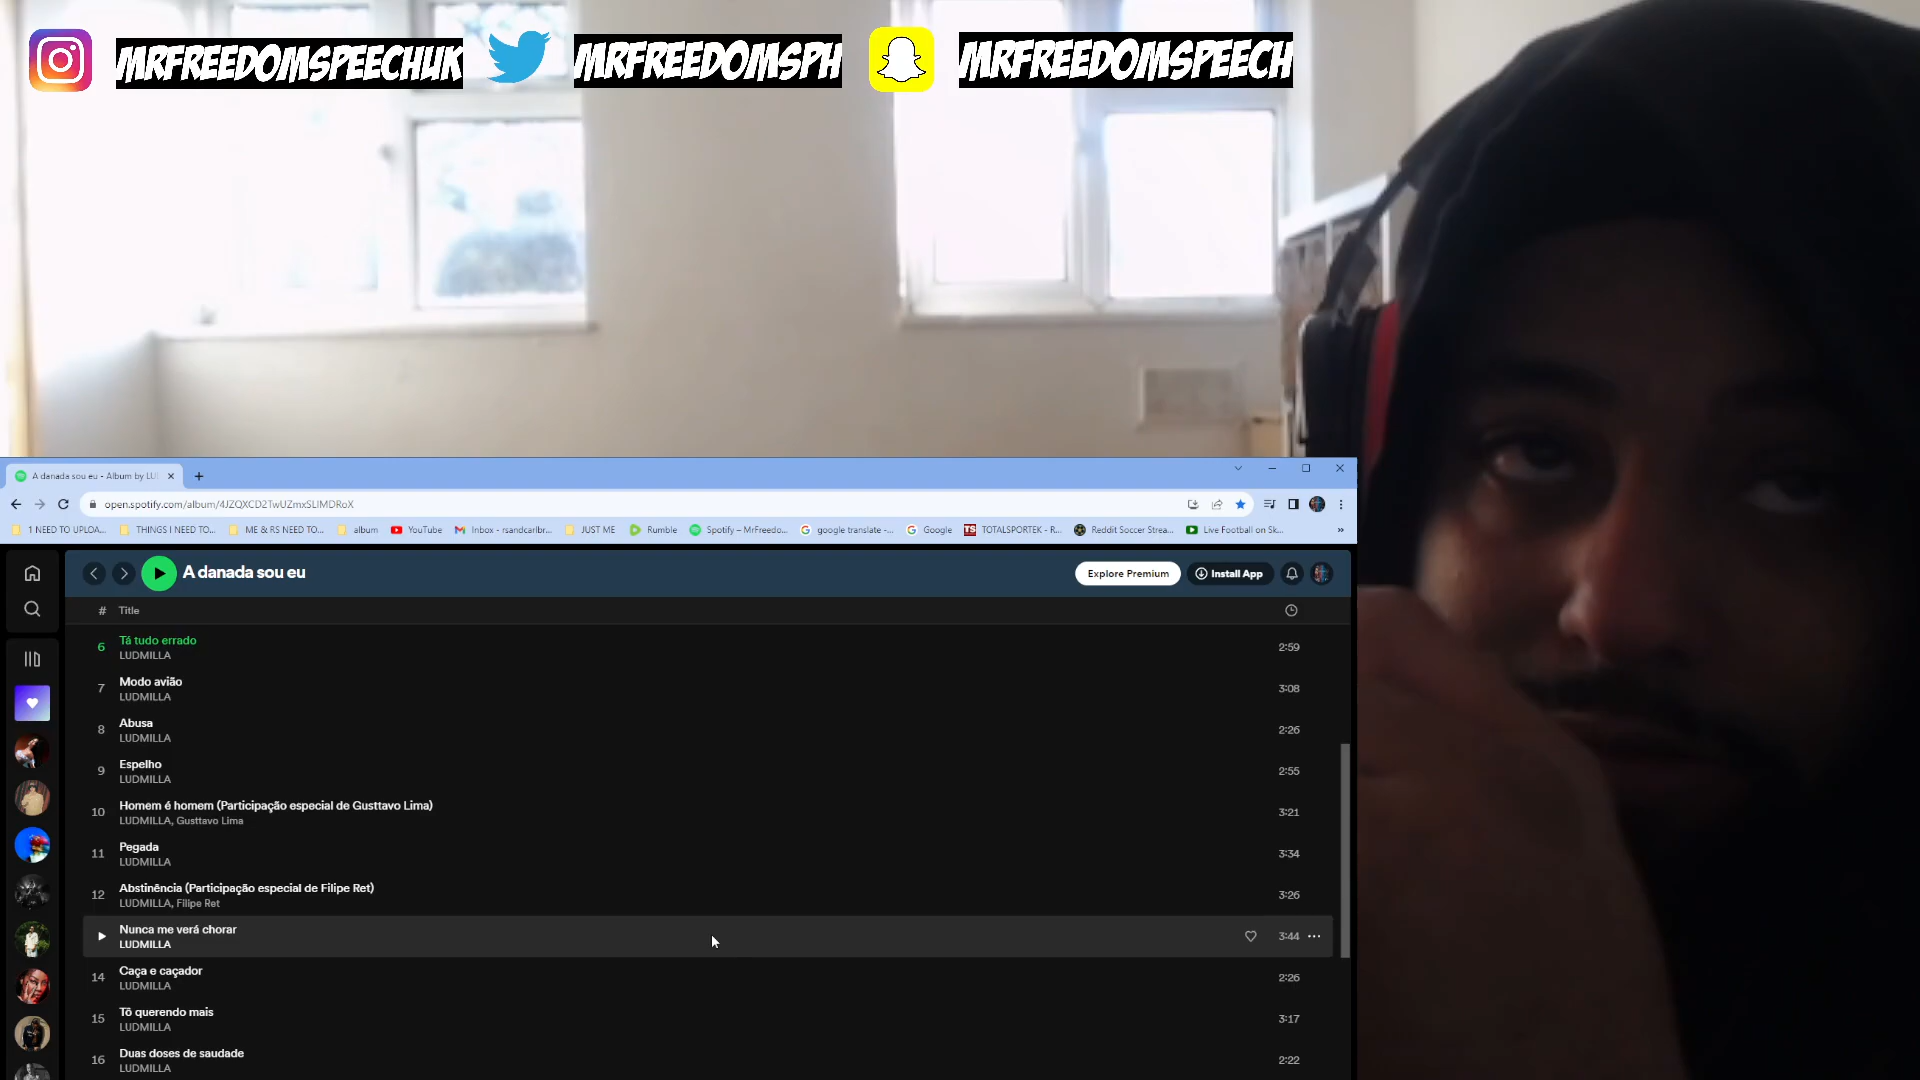 MRFREEDOMSPEECHUK
MRFREEDOMSPH
MRFREEDOMSPEECH
A danada sou eu - Album by LU
open.spotify.com/album/4JZQXCD2TwUZmxSLIMDRoX
1 NEED TO UPLOA...
THINGS I NEED TO...
ME & RS NEED TO...
album
YouTube
Inbox - rsandcarlbr...
JUST ME
Rumble
Spotify – MrFreedo...
google translate -...
Google
TS
TOTALSPORTEK - R...
Reddit Soccer Strea...
Live Football on Sk...
A danada sou eu
Explore Premium
Install App
# Title
6 Tá tudo errado 2:59
LUDMILLA
7 Modo avião 3:08
LUDMILLA
8 Abusa 2:26
LUDMILLA
9 Espelho 2:55
LUDMILLA
10 Homem é homem (Participação especial de Gusttavo Lima) 3:21
LUDMILLA, Gusttavo Lima
11 Pegada 3:34
LUDMILLA
12 Abstinência (Participação especial de Filipe Ret) 3:26
LUDMILLA, Filipe Ret
Nunca me verá chorar 3:44
LUDMILLA
14 Caça e caçador 2:26
LUDMILLA
15 Tô querendo mais 3:17
LUDMILLA
16 Duas doses de saudade 2:22
LUDMILLA